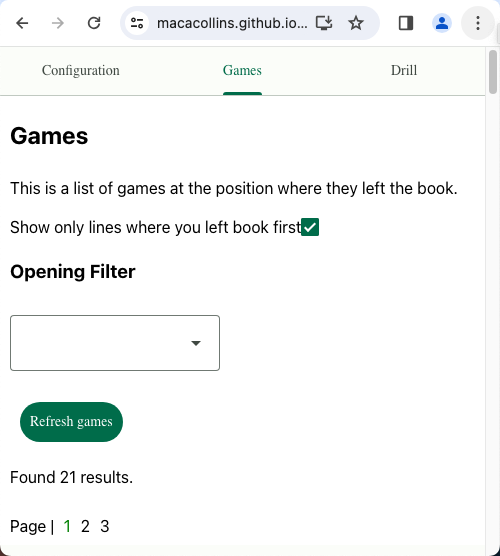 macacollins.github.io...
Configuration Games Drill
Games
This is a list of games at the position where they left the book.
Show only lines where you left book first
Opening Filter
Refresh games
Found 21 results.
Page | 1 2 3